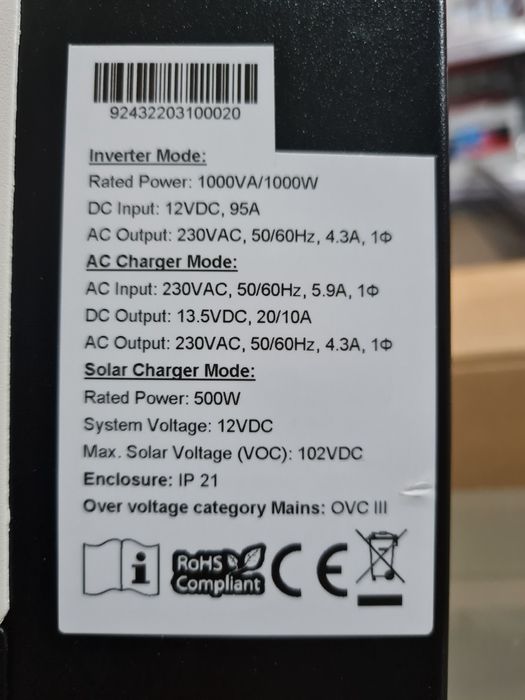 92432203100020
Inverter Mode:
Rated Power: 1000VA/1000W
DC Input: 12VDC, 95A
AC Output: 230VAC, 50/60Hz, 4.3A, 1Φ
AC Charger Mode:
AC Input: 230VAC, 50/60Hz, 5.9A, 1Φ
DC Output: 13.5VDC, 20/10A
AC Output: 230VAC, 50/60Hz, 4.3A, 1Φ
Solar Charger Mode:
Rated Power: 500W
System Voltage: 12VDC
Max. Solar Voltage (VOC): 102VDC
Enclosure: IP 21
Over voltage category Mains: OVC III
i
RoHS
Compliant
CE